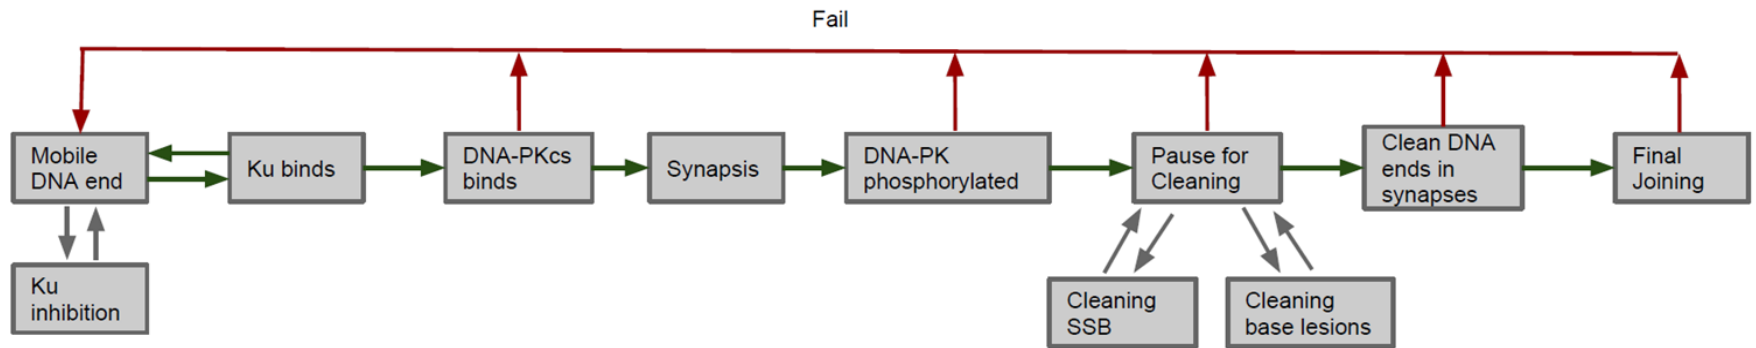 Fail
Mobile
DNA end
Ku binds
DNA-PKcs
binds
Synapsis
DNA-PK
phosphorylated
Pause for
Cleaning
Clean DNA
ends in
synapses
Final
Joining
Ku
inhibition
Cleaning
SSB
Cleaning
base lesions